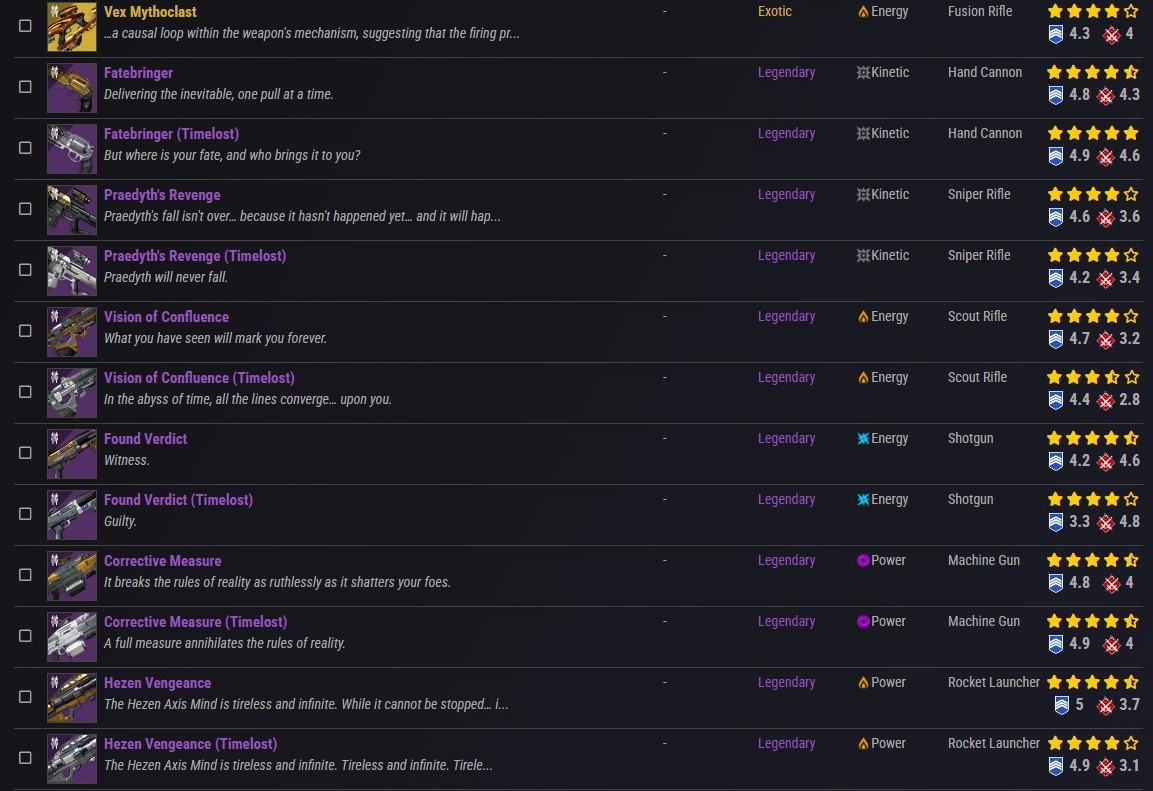 Vex Mythoclast - Exotic Energy Fusion Rifle
...a causal loop within the weapon's mechanism, suggesting that the firing pr... 4.3 4
Fatebringer - Legendary Kinetic Hand Cannon
Delivering the inevitable, one pull at a time. 4.8 4.3
Fatebringer (Timelost) - Legendary Kinetic Hand Cannon
But where is your fate, and who brings it to you? 4.9 4.6
Praedyth's Revenge - Legendary Kinetic Sniper Rifle
Praedyth's fall isn't over... because it hasn't happened yet... and it will hap... 4.6 3.6
Praedyth's Revenge (Timelost) - Legendary Kinetic Sniper Rifle
Praedyth will never fall. 4.2 3.4
Vision of Confluence - Legendary Energy Scout Rifle
What you have seen will mark you forever. 4.7 3.2
Vision of Confluence (Timelost) - Legendary Energy Scout Rifle
In the abyss of time, all the lines converge... upon you. 4.4 2.8
Found Verdict - Legendary Energy Shotgun
Witness. 4.2 4.6
Found Verdict (Timelost) - Legendary Energy Shotgun
Guilty. 3.3 4.8
Corrective Measure - Legendary Power Machine Gun
It breaks the rules of reality as ruthlessly as it shatters your foes. 4.8 4
Corrective Measure (Timelost) - Legendary Power Machine Gun
A full measure annihilates the rules of reality. 4.9 4
Hezen Vengeance - Legendary Power Rocket Launcher
The Hezen Axis Mind is tireless and infinite. While it cannot be stopped... i... 5 3.7
Hezen Vengeance (Timelost) - Legendary Power Rocket Launcher
The Hezen Axis Mind is tireless and infinite. Tireless and infinite. Tirele... 4.9 3.1